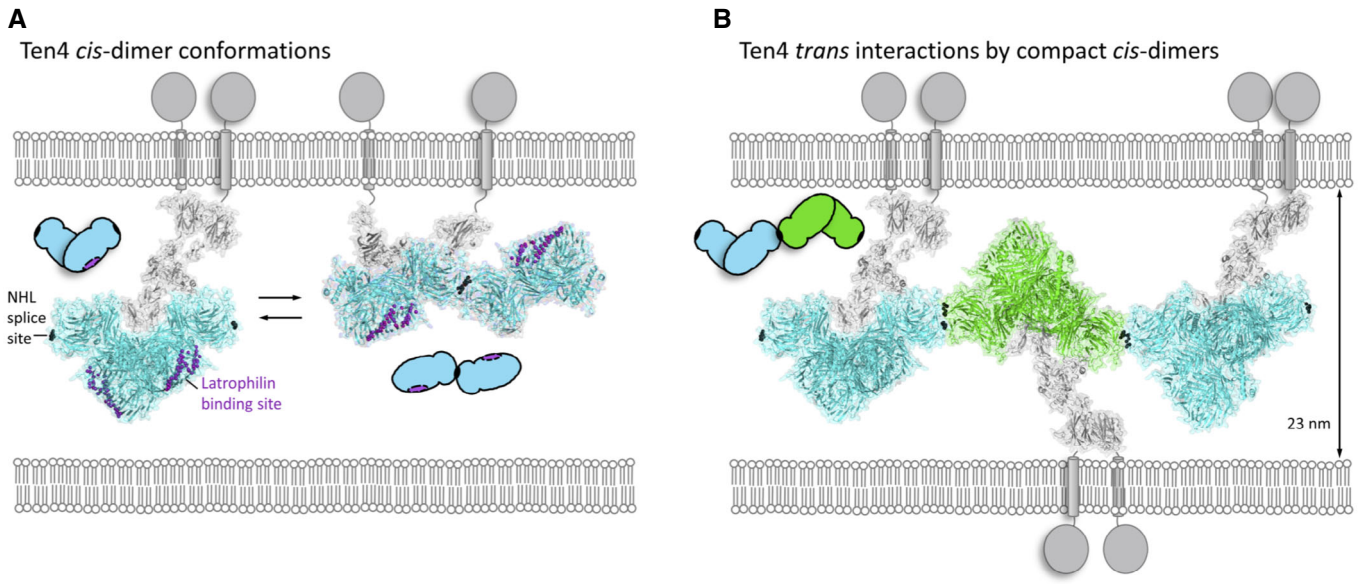 A
Ten4 cis-dimer conformations
NHL
splice
site
Latrophilin
binding site
B
Ten4 trans interactions by compact cis-dimers
23 nm